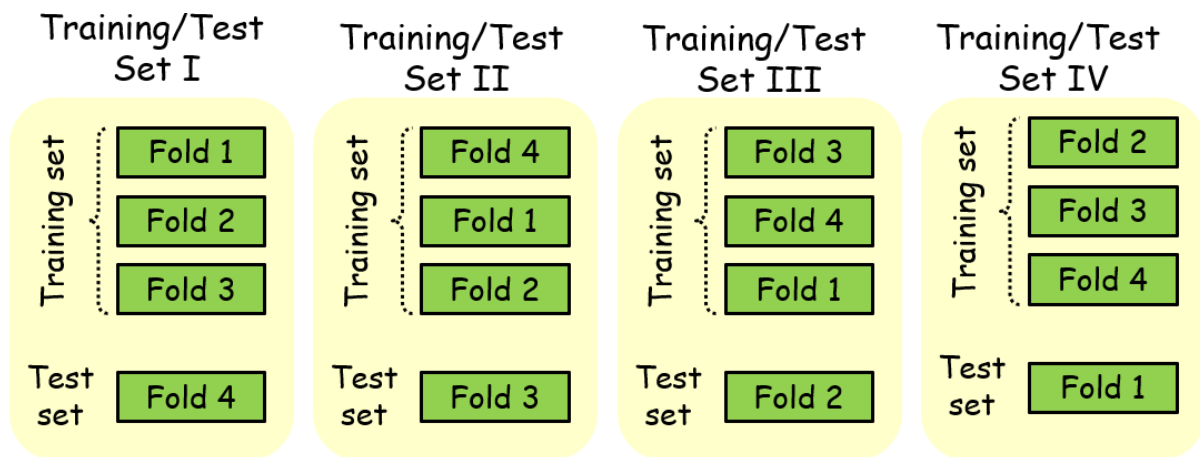 Training/Test
Set I
Training set
Fold 1
Fold 2
Fold 3
Test
set
Fold 4
Training/Test
Set II
Training set
Fold 4
Fold 1
Fold 2
Test
set
Fold 3
Training/Test
Set III
Training set
Fold 3
Fold 4
Fold 1
Test
set
Fold 2
Training/Test
Set IV
Training set
Fold 2
Fold 3
Fold 4
Test
set
Fold 1